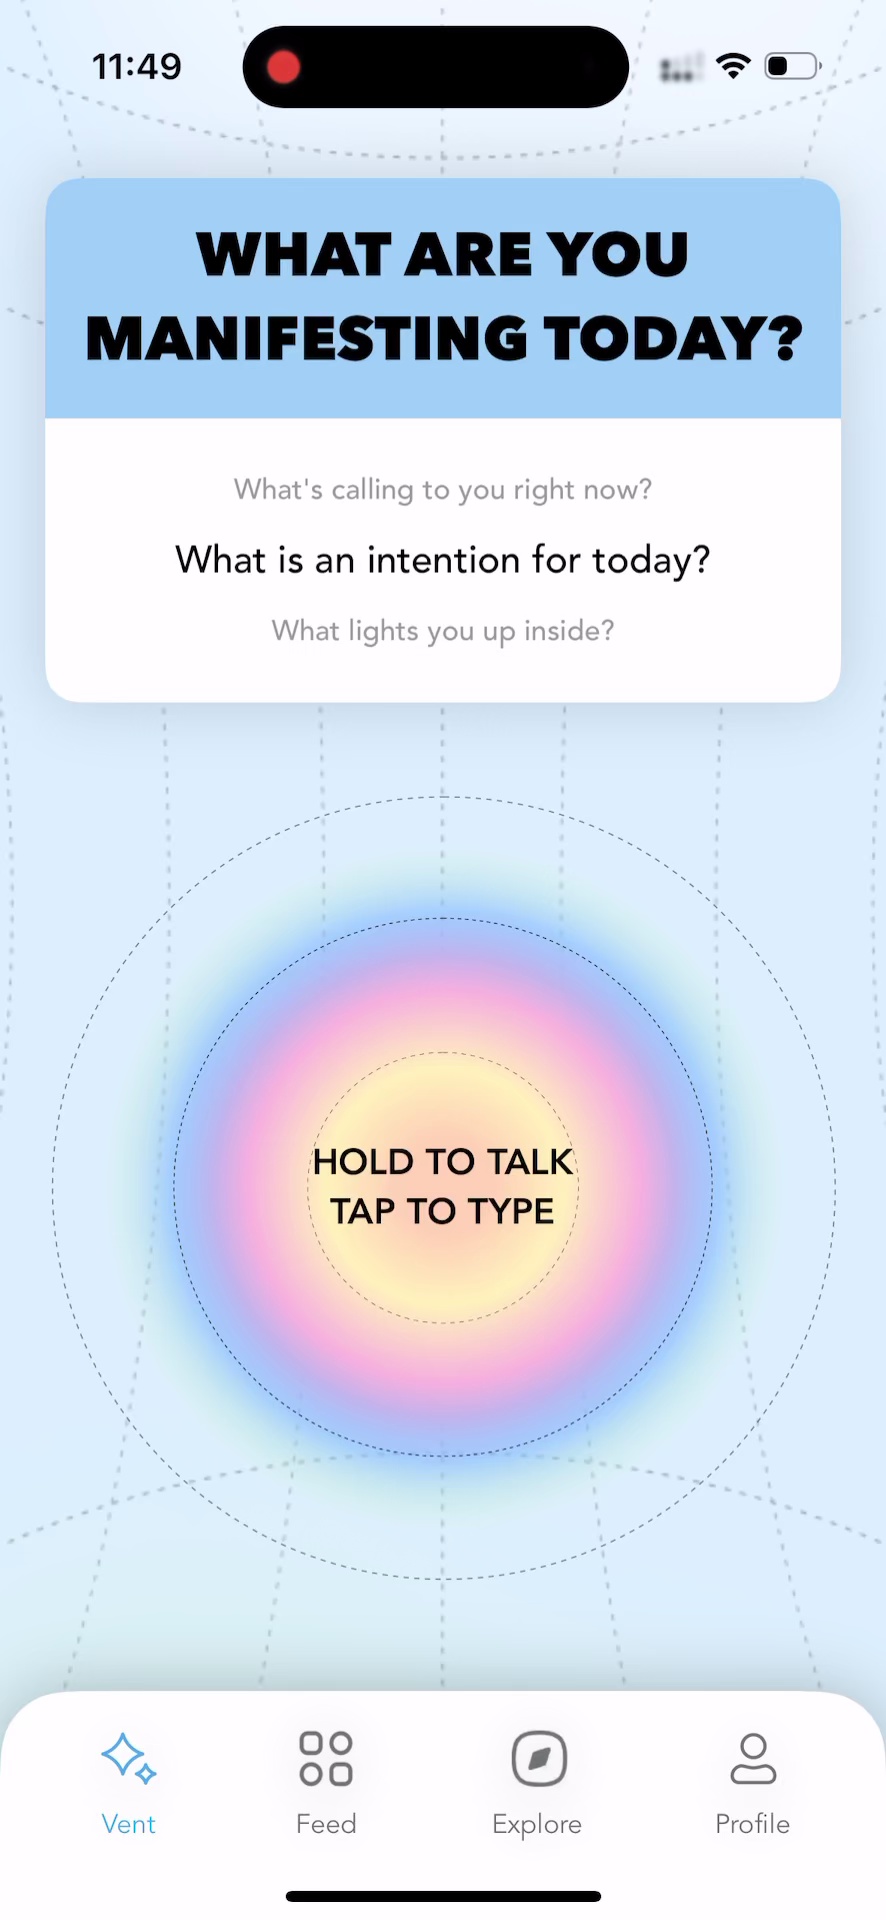 11:49
WHAT ARE YOU
MANIFESTING TODAY?
What's calling to you right now?
What is an intention for today?
What lights you up inside?
HOLD TO TALK
TAP TO TYPE
Vent
Feed
Explore
Profile